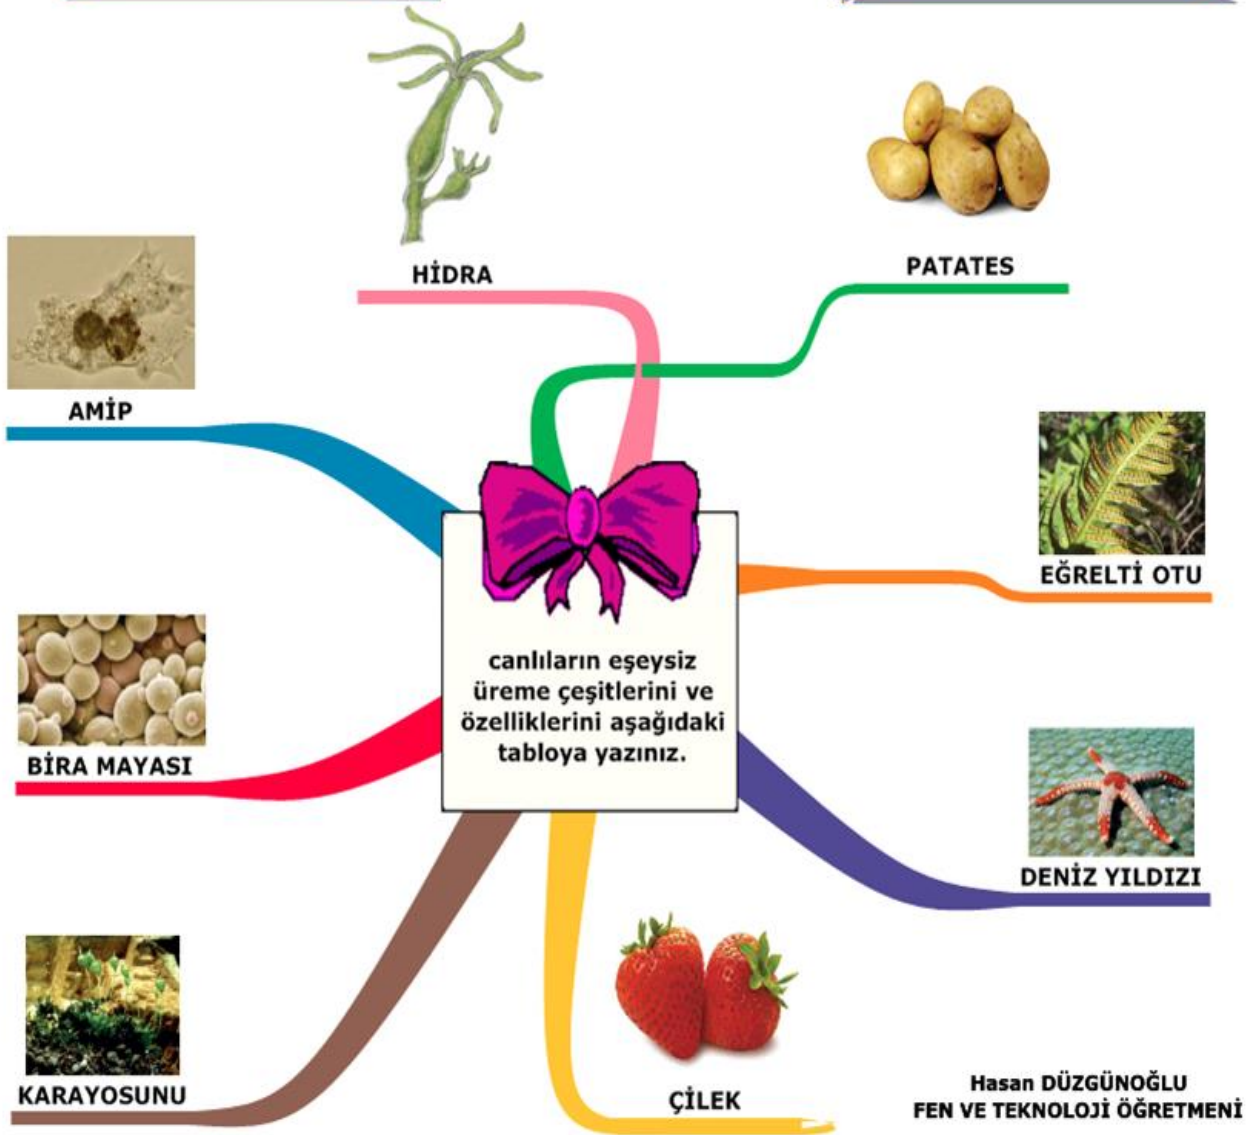 HİDRA
PATATES
AMİP
EĞRELTİ OTU
canlıların eşeysiz
üreme çeşitlerini ve
özelliklerini aşağıdaki
tabloya yazınız.
BİRA MAYASI
DENİZ YILDIZI
KARAYOSUNU
ÇİLEK
Hasan DÜZGÜNOĞLU
FEN VE TEKNOLOJİ ÖĞRETMENİ